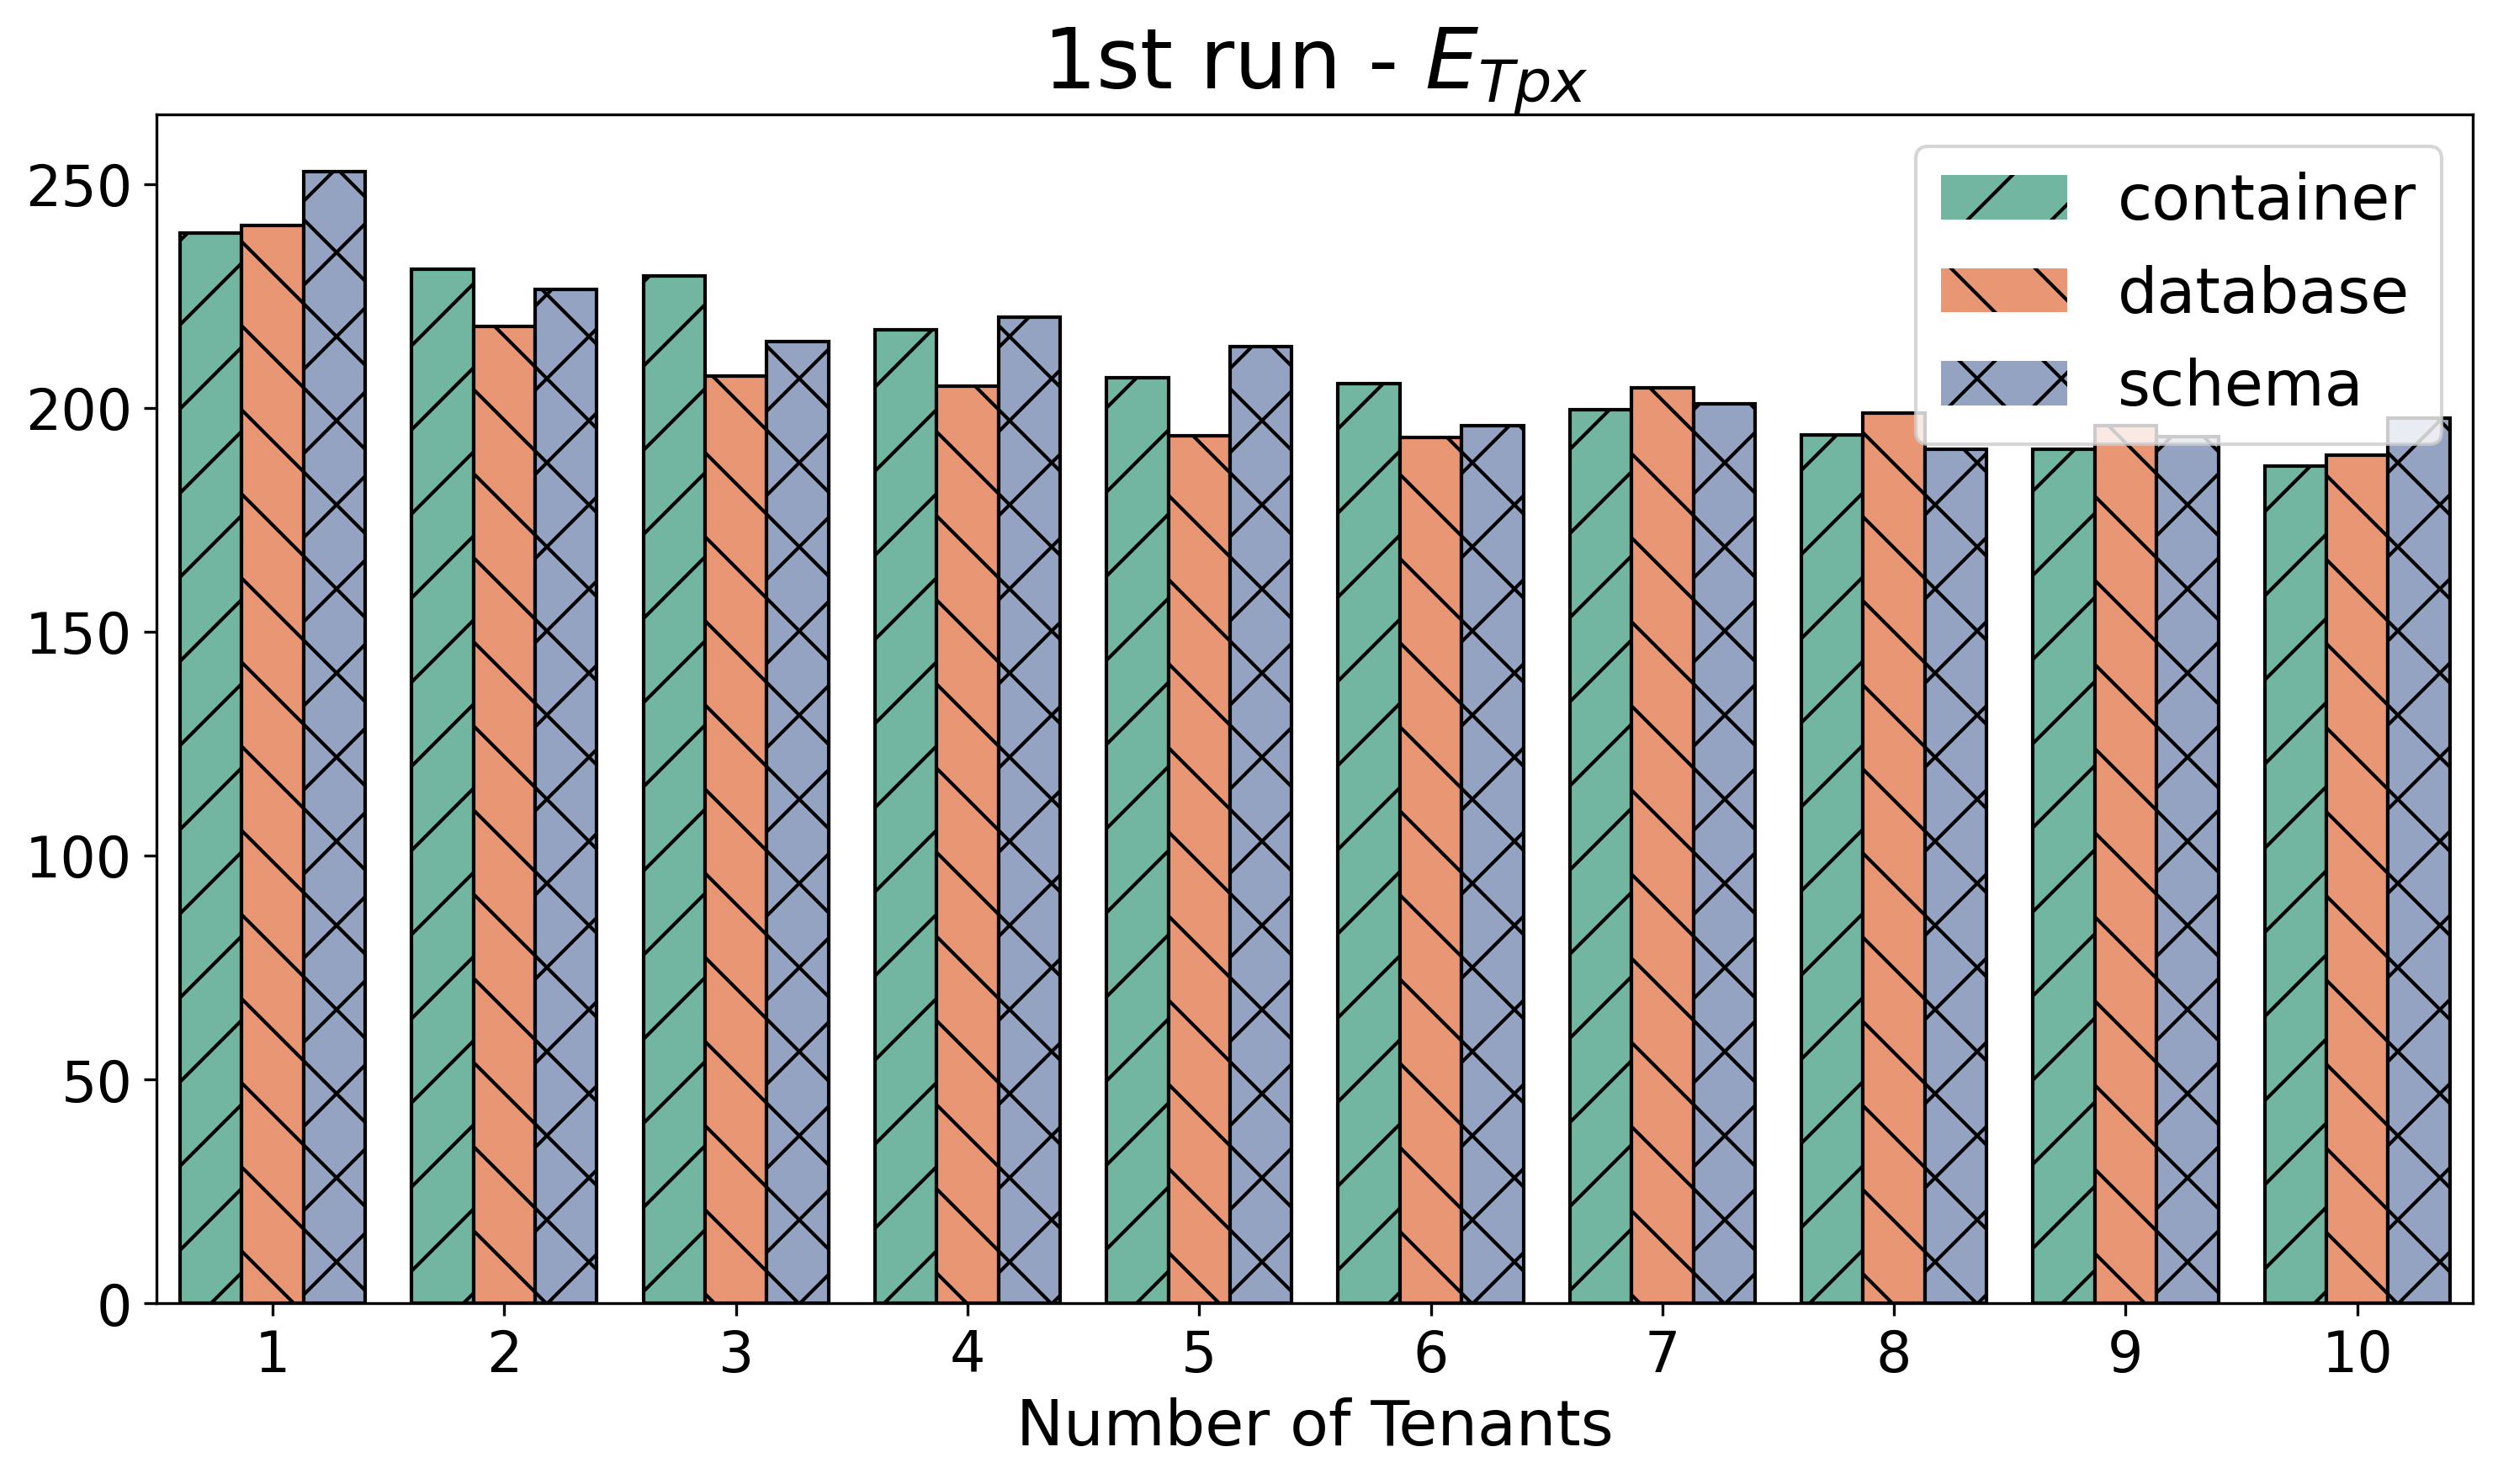 1st run - E_Tpx
250
200
150
100
50
0
container
database
schema
1 2 3 4 5 6 7 8 9 10
Number of Tenants